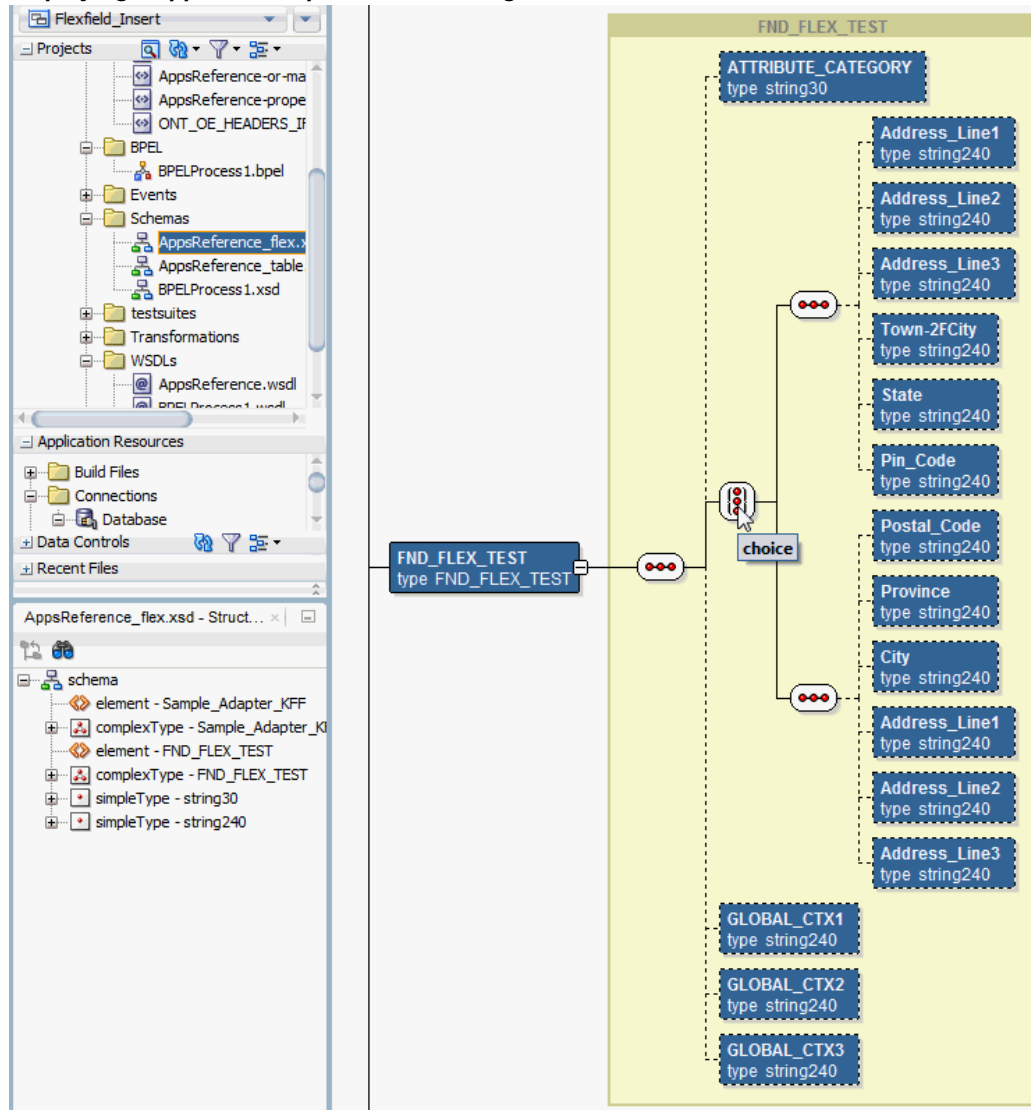 Flexfield_Insert
Projects
AppsReference-or-ma
AppsReference-prope
ONT_OE_HEADERS_IF
BPEL
BPELProcess1.bpel
Events
Schemas
AppsReference_flex.x
AppsReference_table
BPELProcess1.xsd
testsuites
Transformations
WSDLs
AppsReference.wsdl
BPELProcess1.wsdl
Application Resources
Build Files
Connections
Database
Data Controls
Recent Files
AppsReference_flex.xsd - Struct...
schema
element - Sample_Adapter_KFF
complexType - Sample_Adapter_KF
element - FND_FLEX_TEST
complexType - FND_FLEX_TEST
simpleType - string30
simpleType - string240
FND_FLEX_TEST
type FND_FLEX_TEST
FND_FLEX_TEST
ATTRIBUTE_CATEGORY
type string30
choice
Address_Line1
type string240
Address_Line2
type string240
Address_Line3
type string240
Town-2FCity
type string240
State
type string240
Pin_Code
type string240
Postal_Code
type string240
Province
type string240
City
type string240
Address_Line1
type string240
Address_Line2
type string240
Address_Line3
type string240
GLOBAL_CTX1
type string240
GLOBAL_CTX2
type string240
GLOBAL_CTX3
type string240